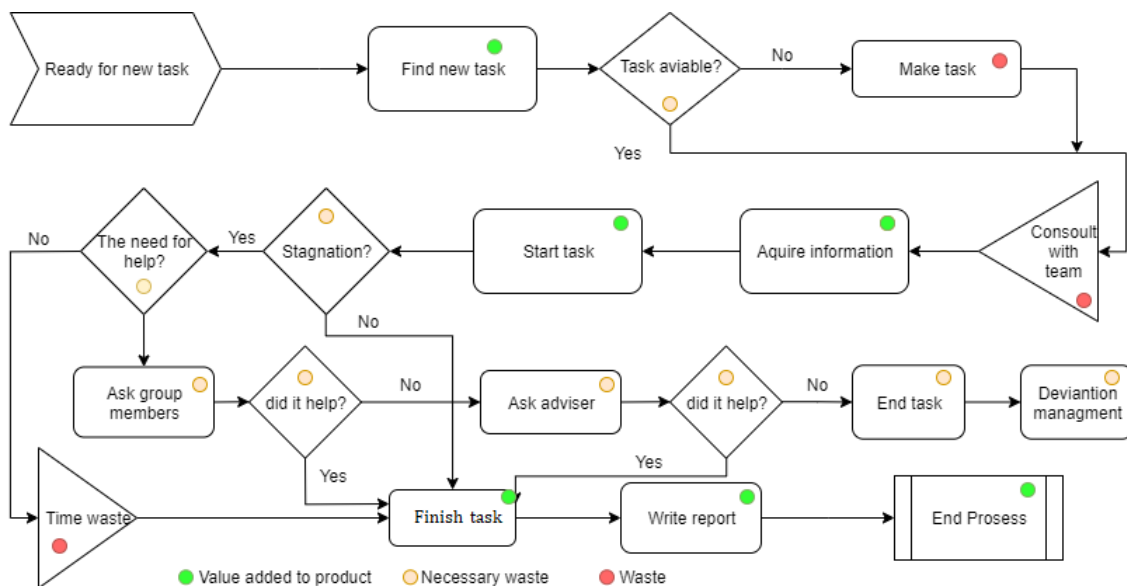 Ready for new task
Find new task
Task aviable?
No
Make task
Yes
The need for
help?
No
Yes
Stagnation?
Start task
Aquire information
Consoult
with
team
No
Ask group
members
did it help?
No
Ask adviser
did it help?
No
End task
Deviantion
managment
Yes
Yes
Time waste
Finish task
Write report
End Prosess
Value added to product
Necessary waste
Waste